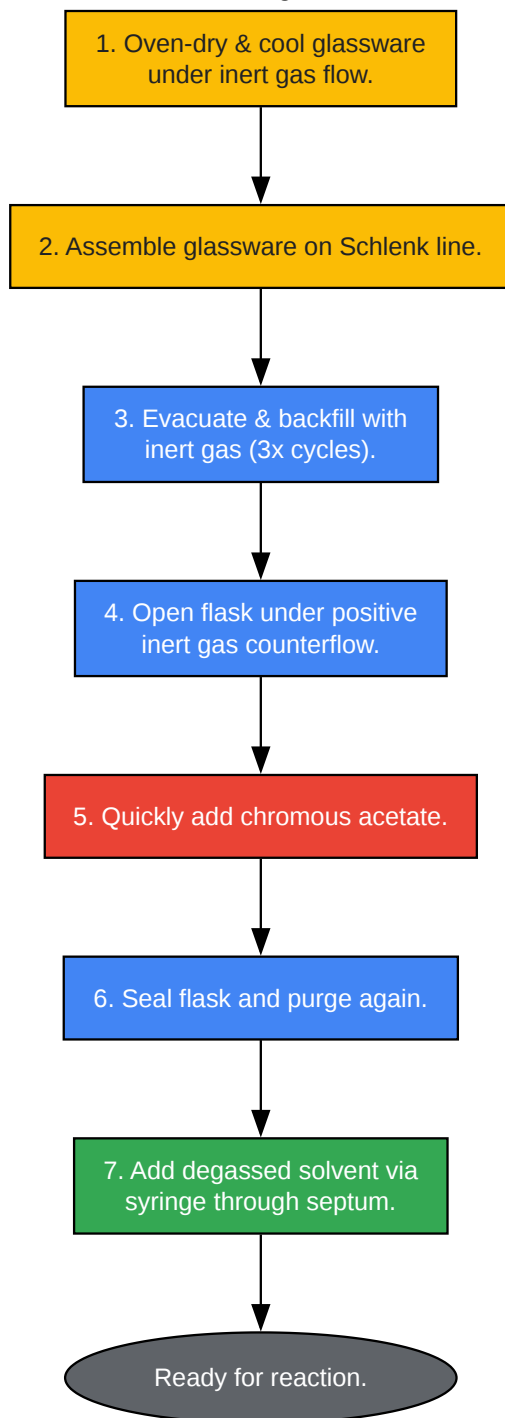 1. Oven-dry & cool glassware
under inert gas flow.
2. Assemble glassware on Schlenk line.
3. Evacuate & backfill with
inert gas (3x cycles).
4. Open flask under positive
inert gas counterflow.
5. Quickly add chromous acetate.
6. Seal flask and purge again.
7. Add degassed solvent via
syringe through septum.
Ready for reaction.